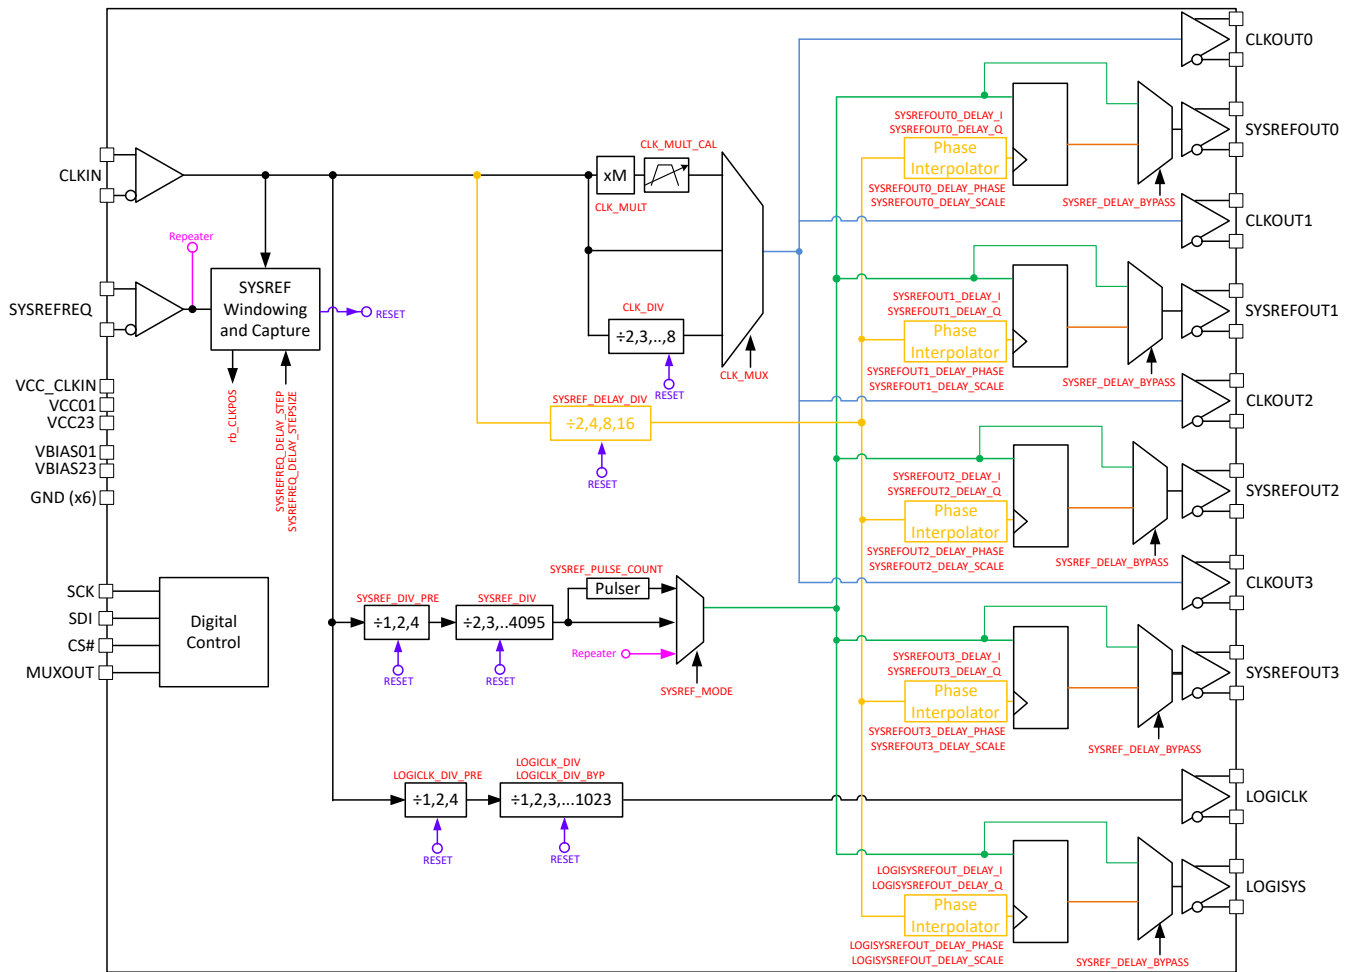 CLKIN
SYSREFREQ
VCC_CLKIN
VCC01
VCC23
VBIAS01
VBIAS23
GND (x6)
SCK
SDI
CS#
MUXOUT
Digital
Control
Repeater
SYSREF
Windowing
and Capture
RESET
rb_CLKPOS
SYSREFREQ_DELAY_STEP
SYSREFREQ_DELAY_STEPSIZE
CLK_MULT_CAL
xM
CLK_MULT
CLK_DIV
÷2,3,..,8
RESET
CLK_MUX
SYSREF_DELAY_DIV
÷2,4,8,16
RESET
SYSREF_PULSE_COUNT
Pulser
SYSREF_DIV_PRE
÷1,2,4
RESET
SYSREF_DIV
÷2,3,..4095
RESET
Repeater
SYSREF_MODE
LOGICLK_DIV_PRE
÷1,2,4
RESET
LOGICLK_DIV
LOGICLK_DIV_BYP
÷1,2,3,...1023
RESET
CLKOUT0
SYSREFOUT0_DELAY_I
SYSREFOUT0_DELAY_Q
Phase
Interpolator
SYSREFOUT0_DELAY_PHASE
SYSREFOUT0_DELAY_SCALE
SYSREF_DELAY_BYPASS
SYSREFOUT0
CLKOUT1
SYSREFOUT1_DELAY_I
SYSREFOUT1_DELAY_Q
Phase
Interpolator
SYSREFOUT1_DELAY_PHASE
SYSREFOUT1_DELAY_SCALE
SYSREF_DELAY_BYPASS
SYSREFOUT1
CLKOUT2
SYSREFOUT2_DELAY_I
SYSREFOUT2_DELAY_Q
Phase
Interpolator
SYSREFOUT2_DELAY_PHASE
SYSREFOUT2_DELAY_SCALE
SYSREF_DELAY_BYPASS
SYSREFOUT2
CLKOUT3
SYSREFOUT3_DELAY_I
SYSREFOUT3_DELAY_Q
Phase
Interpolator
SYSREFOUT3_DELAY_PHASE
SYSREFOUT3_DELAY_SCALE
SYSREF_DELAY_BYPASS
SYSREFOUT3
LOGICLK
LOGISYSREFOUT_DELAY_I
LOGISYSREFOUT_DELAY_Q
Phase
Interpolator
LOGISYSREFOUT_DELAY_PHASE
LOGISYSREFOUT_DELAY_SCALE
SYSREF_DELAY_BYPASS
LOGISYS